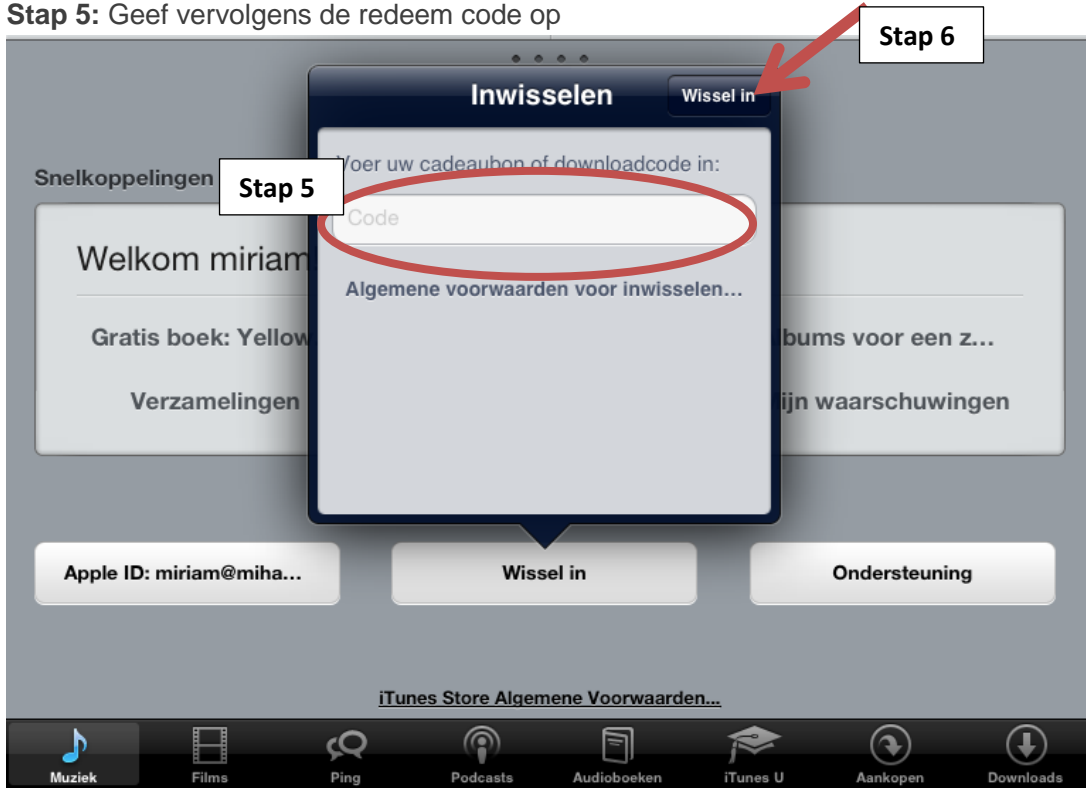 Stap 5: Geef vervolgens de redeem code op
Stap 6
Inwisselen
Wissel in
Voer uw cadeaubon of downloadcode in:
Snelkoppelingen
Stap 5
Code
Welkom miriam
Algemene voorwaarden voor inwisselen...
Gratis boek: Yellow
bums voor een z...
Verzamelingen
ijn waarschuwingen
Apple ID: miriam@miha...
Wissel in
Ondersteuning
iTunes Store Algemene Voorwaarden...
Muziek
Films
Ping
Podcasts
Audioboeken
iTunes U
Aankopen
Downloads